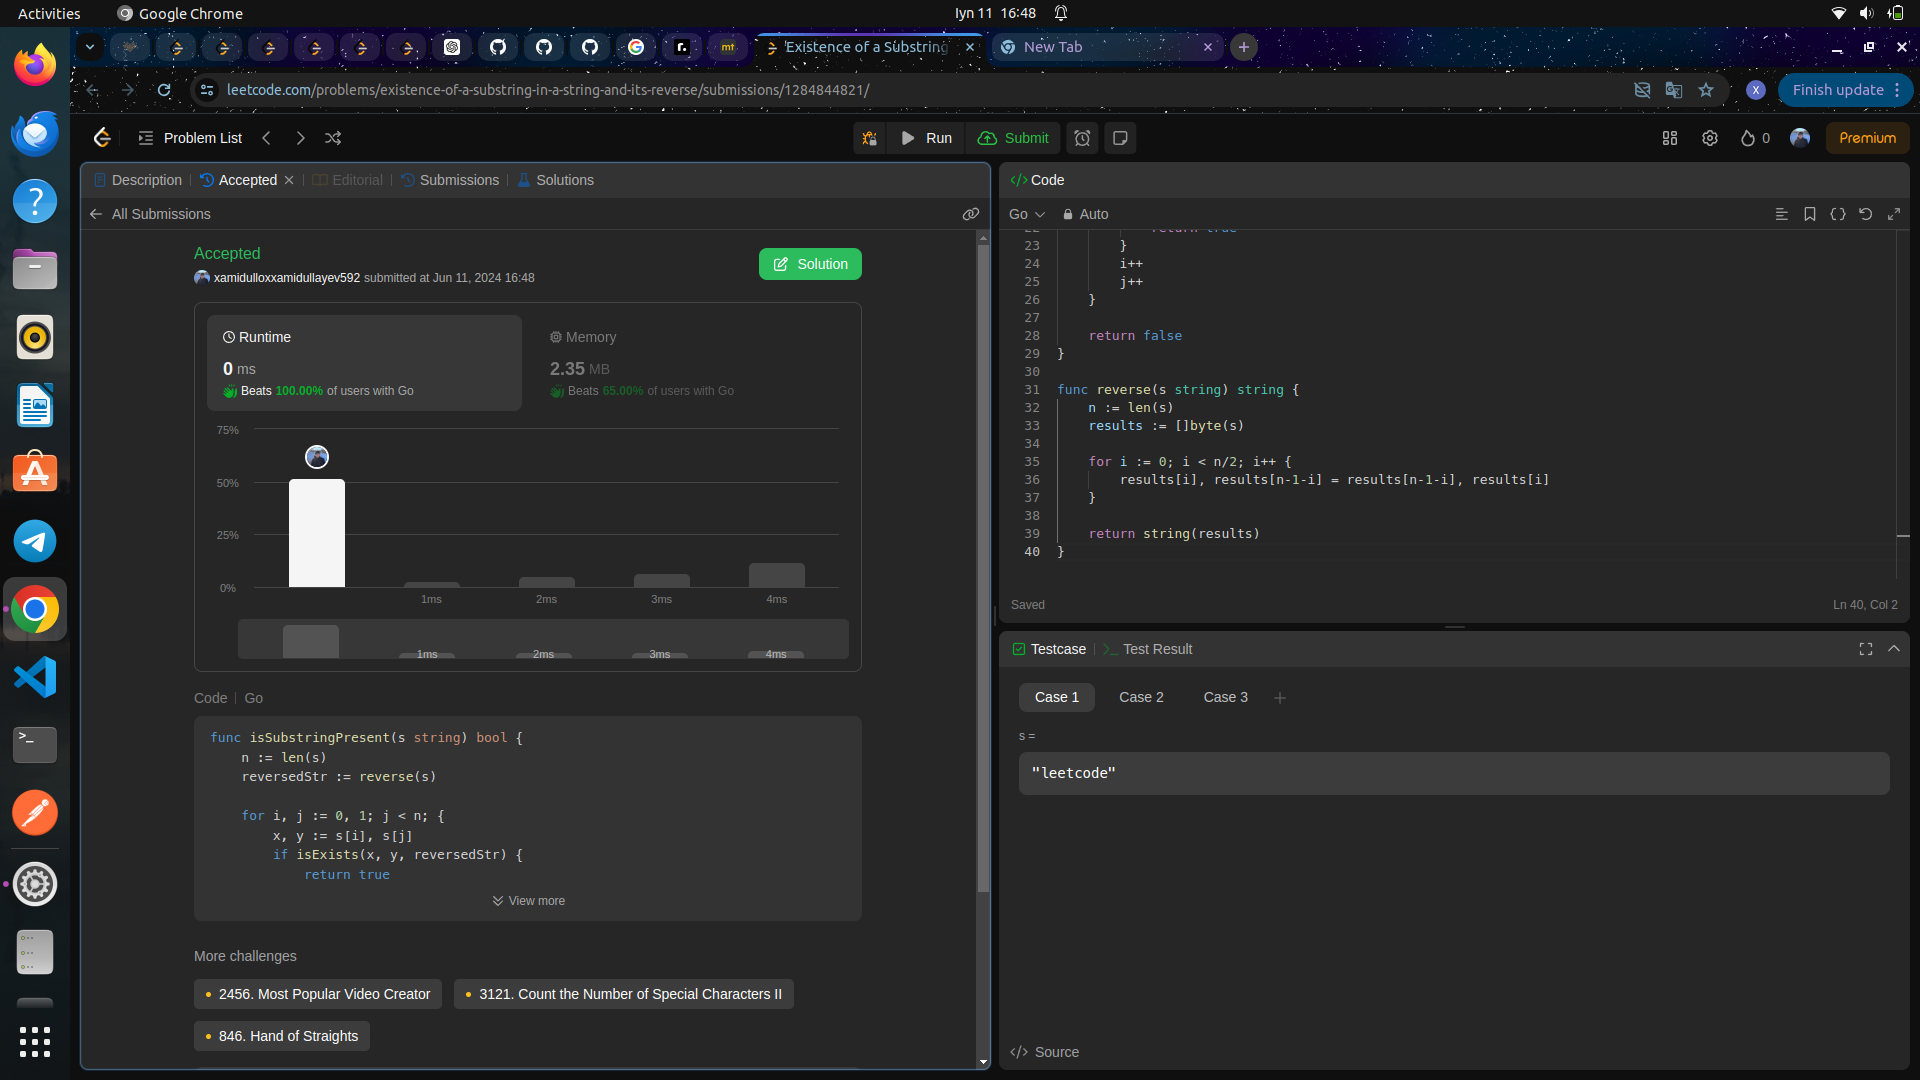 Activities
Google Chrome
Iyn 11 16:48
'Existence of a Substring
New Tab
leetcode.com/problems/existence-of-a-substring-in-a-string-and-its-reverse/submissions/1284844821/
X
Finish update
Problem List
Run
Submit
0
Premium
Description
Accepted
Editorial
Submissions
Solutions
All Submissions
Accepted
xamidulloxxamidullayev592 submitted at Jun 11, 2024 16:48
Solution
Runtime
0 ms
Beats 100.00% of users with Go
Memory
2.35 MB
Beats 65.00% of users with Go
75%
50%
25%
0%
1ms
2ms
3ms
4ms
1ms
2ms
3ms
4ms
Code
Go
func isSubstringPresent(s string) bool {
n := len(s)
reversedStr := reverse(s)
for i, j := 0, 1; j < n; {
x, y := s[i], s[j]
if isExists(x, y, reversedStr) {
return true
View more
More challenges
2456. Most Popular Video Creator
3121. Count the Number of Special Characters II
846. Hand of Straights
Code
Go
Auto
22 return true
23 }
24 i++
25 j++
26 }
27
28 return false
29 }
30
31 func reverse(s string) string {
32 n := len(s)
33 results := []byte(s)
34
35 for i := 0; i < n/2; i++ {
36 results[i], results[n-1-i] = results[n-1-i], results[i]
37 }
38
39 return string(results)
40 }
Saved
Ln 40, Col 2
Testcase
Test Result
Case 1
Case 2
Case 3
s =
"leetcode"
Source